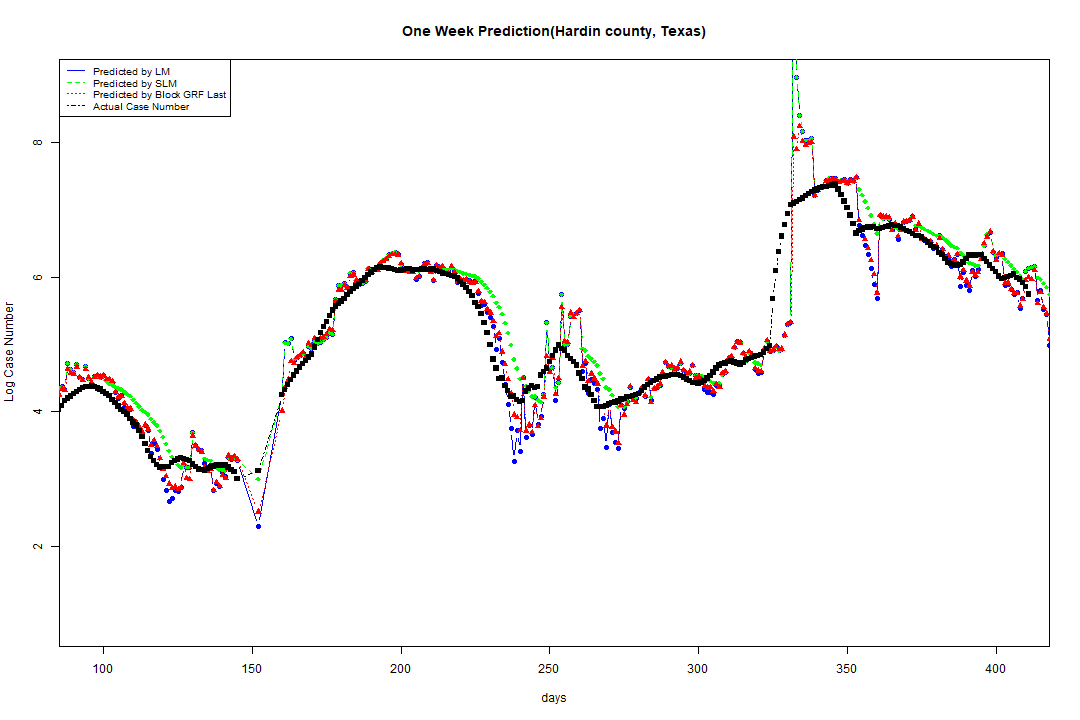 One Week Prediction(Hardin county, Texas)
Predicted by LM
Predicted by SLM
Predicted by Block GRF Last
Actual Case Number
Log Case Number
8
6
4
2
100 150 200 250 300 350 400
days